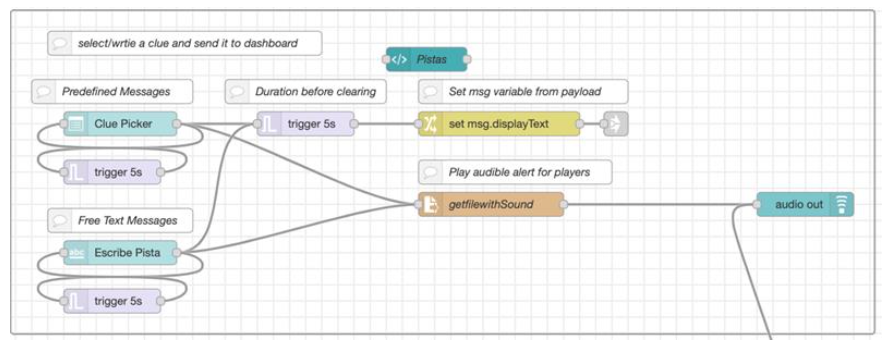 select/wrtie a clue and send it to dashboard
Pistas
Predefined Messages
Duration before clearing
Set msg variable from payload
Clue Picker
trigger 5s
set msg.displayText
trigger 5s
Play audible alert for players
getfilewithSound
audio out
Free Text Messages
abc
Escribe Pista
trigger 5s